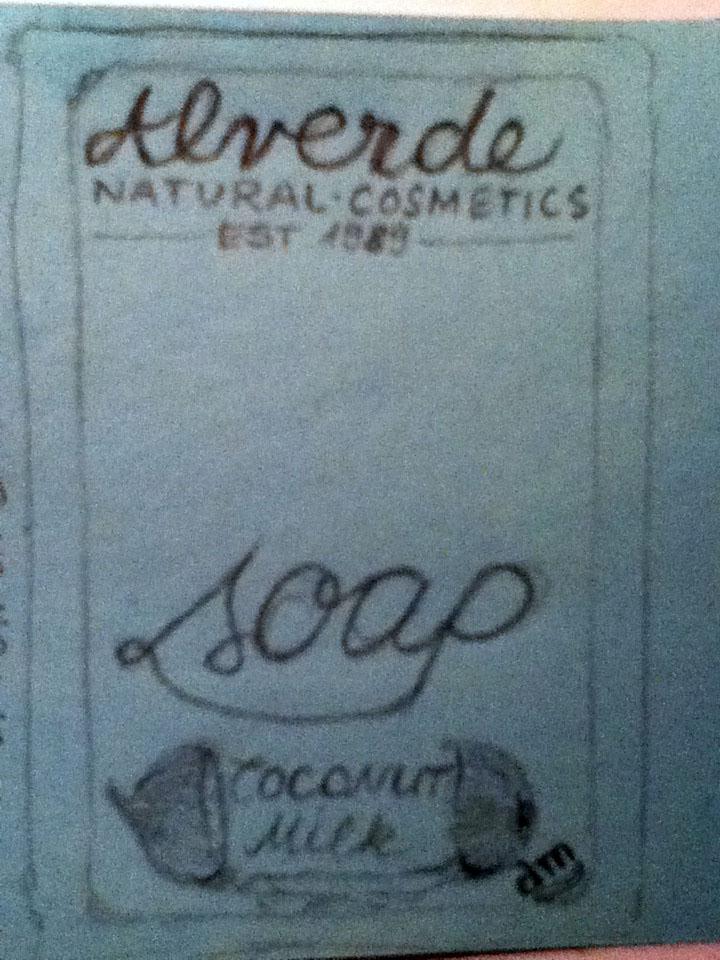 Alverde
NATURAL·COSMETICS
EST 1989
SOAP
COCONUT
MILK
dm